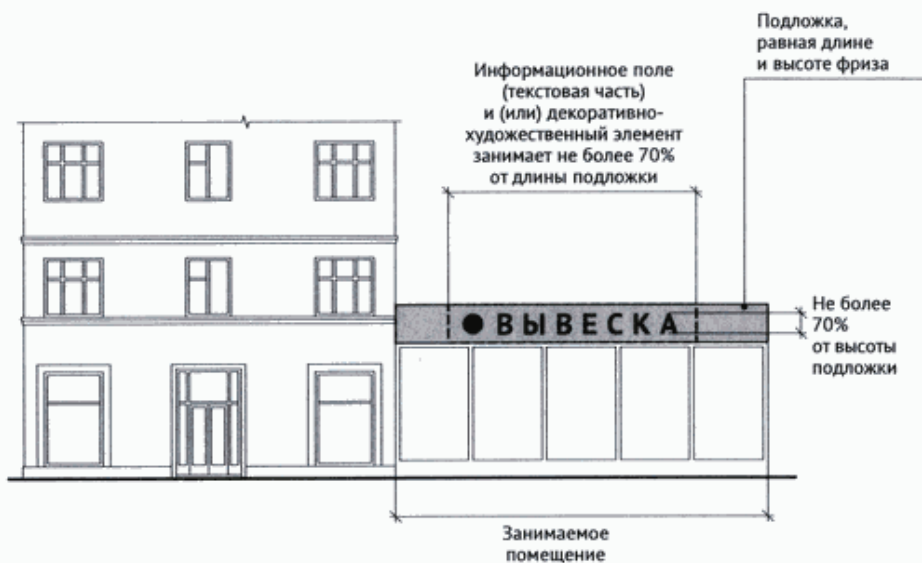 Подложка,
равная длине
и высоте фриза
Информационное поле
(текстовая часть)
и (или) декоративно-
художественный элемент
занимает не более 70%
от длины подложки
ВЫВЕСКА
Не более
70%
от высоты
подложки
Занимаемое
помещение